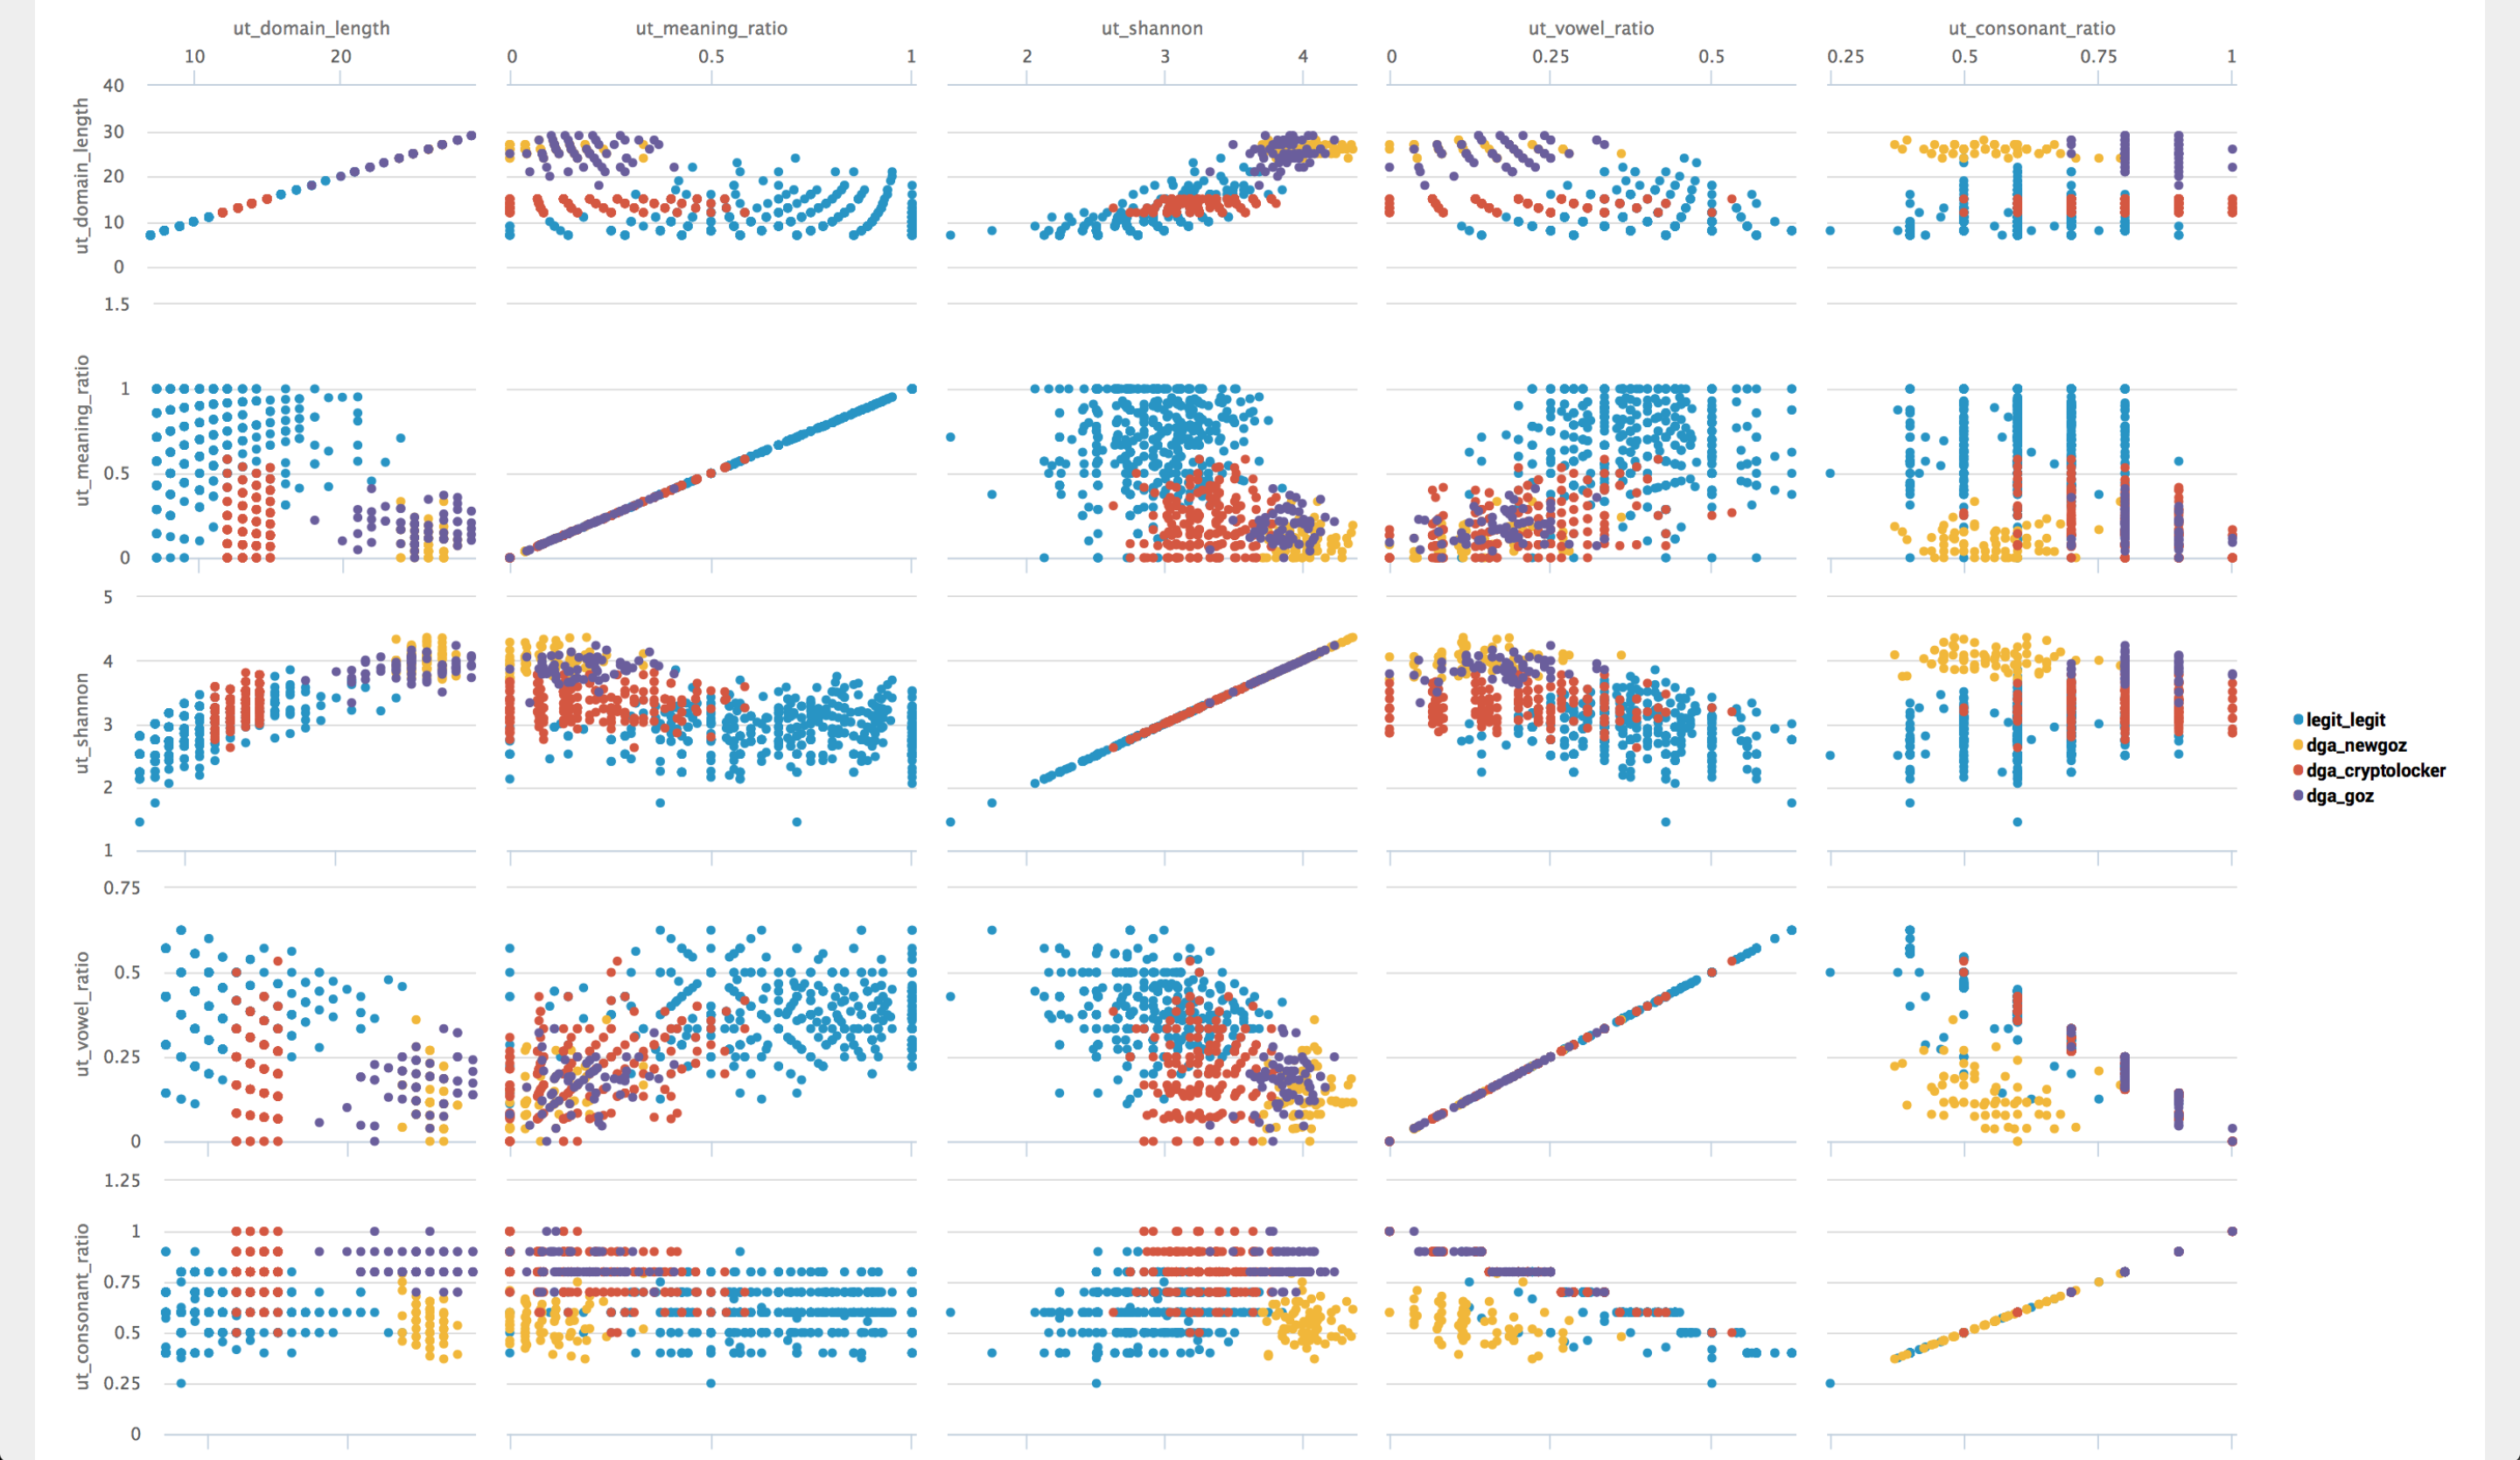 ut_domain_length ut_meaning_ratio ut_shannon ut_vowel_ratio ut_consonant_ratio
10 20 0 0.5 1 2 3 4 0 0.25 0.5 0.25 0.5 0.75 1
ut_domain_length
40
30
20
10
0
ut_meaning_ratio
1.5
1
0.5
0
ut_shannon
5
4
3
2
1
legit_legit
dga_newgoz
dga_cryptolocker
dga_goz
ut_vowel_ratio
0.75
0.5
0.25
0
ut_consonant_ratio
1.25
1
0.75
0.5
0.25
0